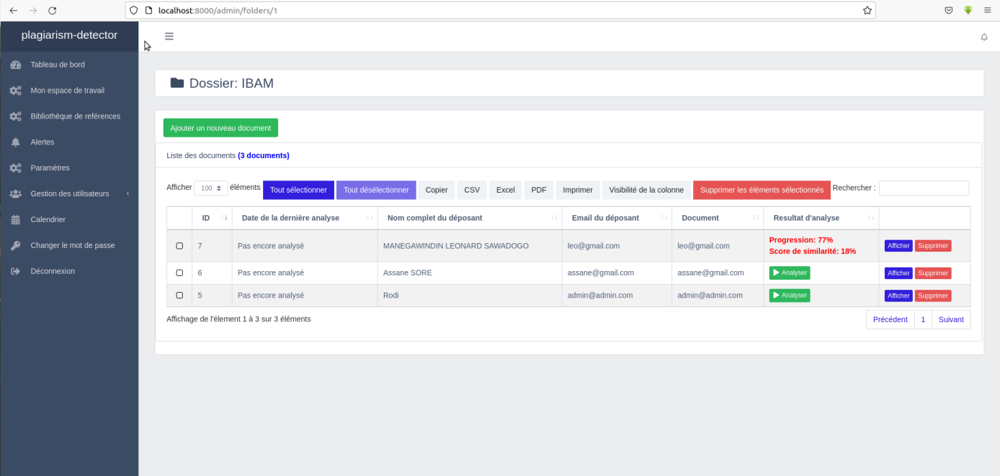 localhost:8000/admin/folders/1
plagiarism-detector
Tableau de bord
Mon espace de travail
Bibliothèque de reférences
Alertes
Paramètres
Gestion des utilisateurs
Calendrier
Changer le mot de passe
Déconnexion
Dossier: IBAM
Ajouter un nouveau document
Liste des documents (3 documents)
Afficher 100 éléments Tout sélectionner Tout désélectionner Copier CSV Excel PDF Imprimer Visibilité de la colonne Supprimer les éléments sélectionnés Rechercher :
ID Date de la dernière analyse Nom complet du déposant Email du déposant Document Resultat d'analyse
7 Pas encore analysé MANEGAWINDIN LEONARD SAWADOGO leo@gmail.com leo@gmail.com Progression: 77%
Score de similarité: 18% Afficher Supprimer
6 Pas encore analysé Assane SORE assane@gmail.com assane@gmail.com Analyser Afficher Supprimer
5 Pas encore analysé Rodi admin@admin.com admin@admin.com Analyser Afficher Supprimer
Affichage de l'élement 1 à 3 sur 3 éléments Précédent 1 Suivant